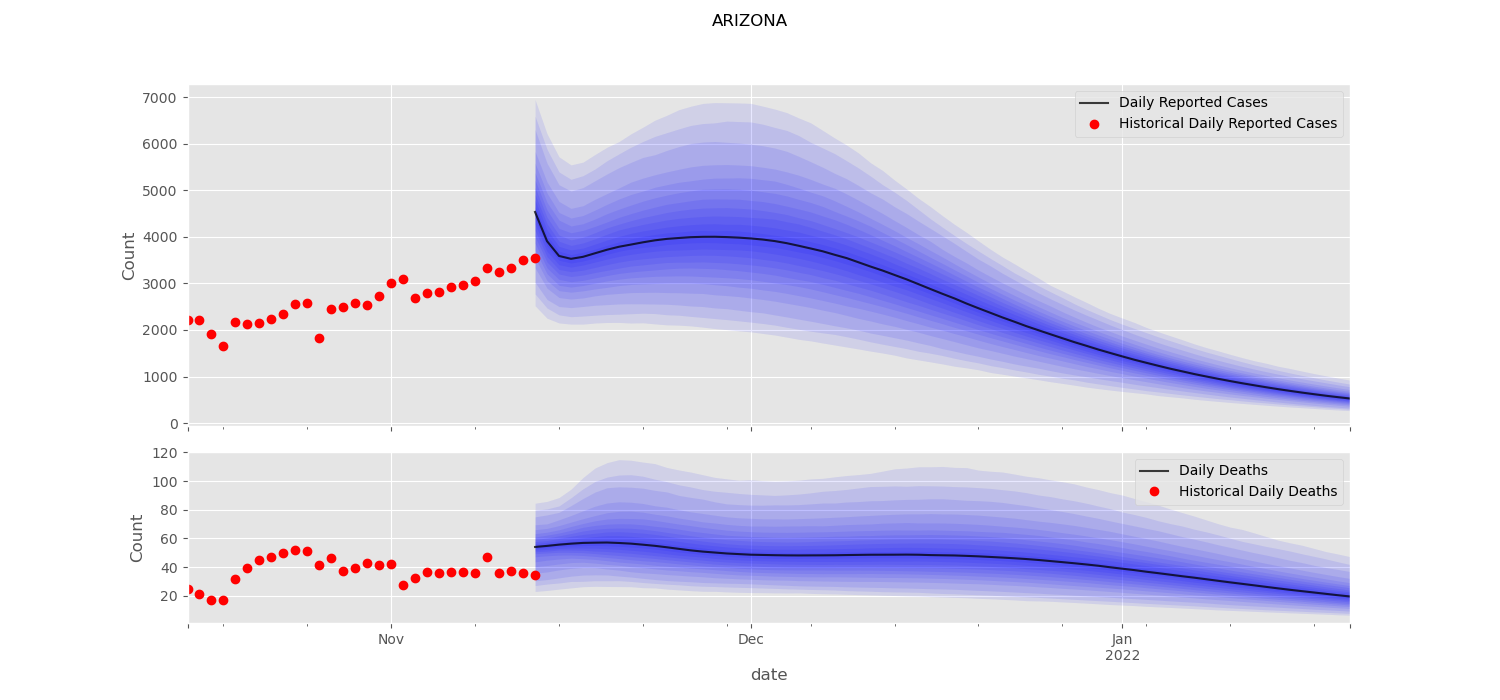 ARIZONA
Daily Reported Cases
Historical Daily Reported Cases
7000
6000
5000
4000
3000
2000
1000
0
Count
Daily Deaths
Historical Daily Deaths
120
100
80
60
40
20
Count
Nov
Dec
Jan
2022
date